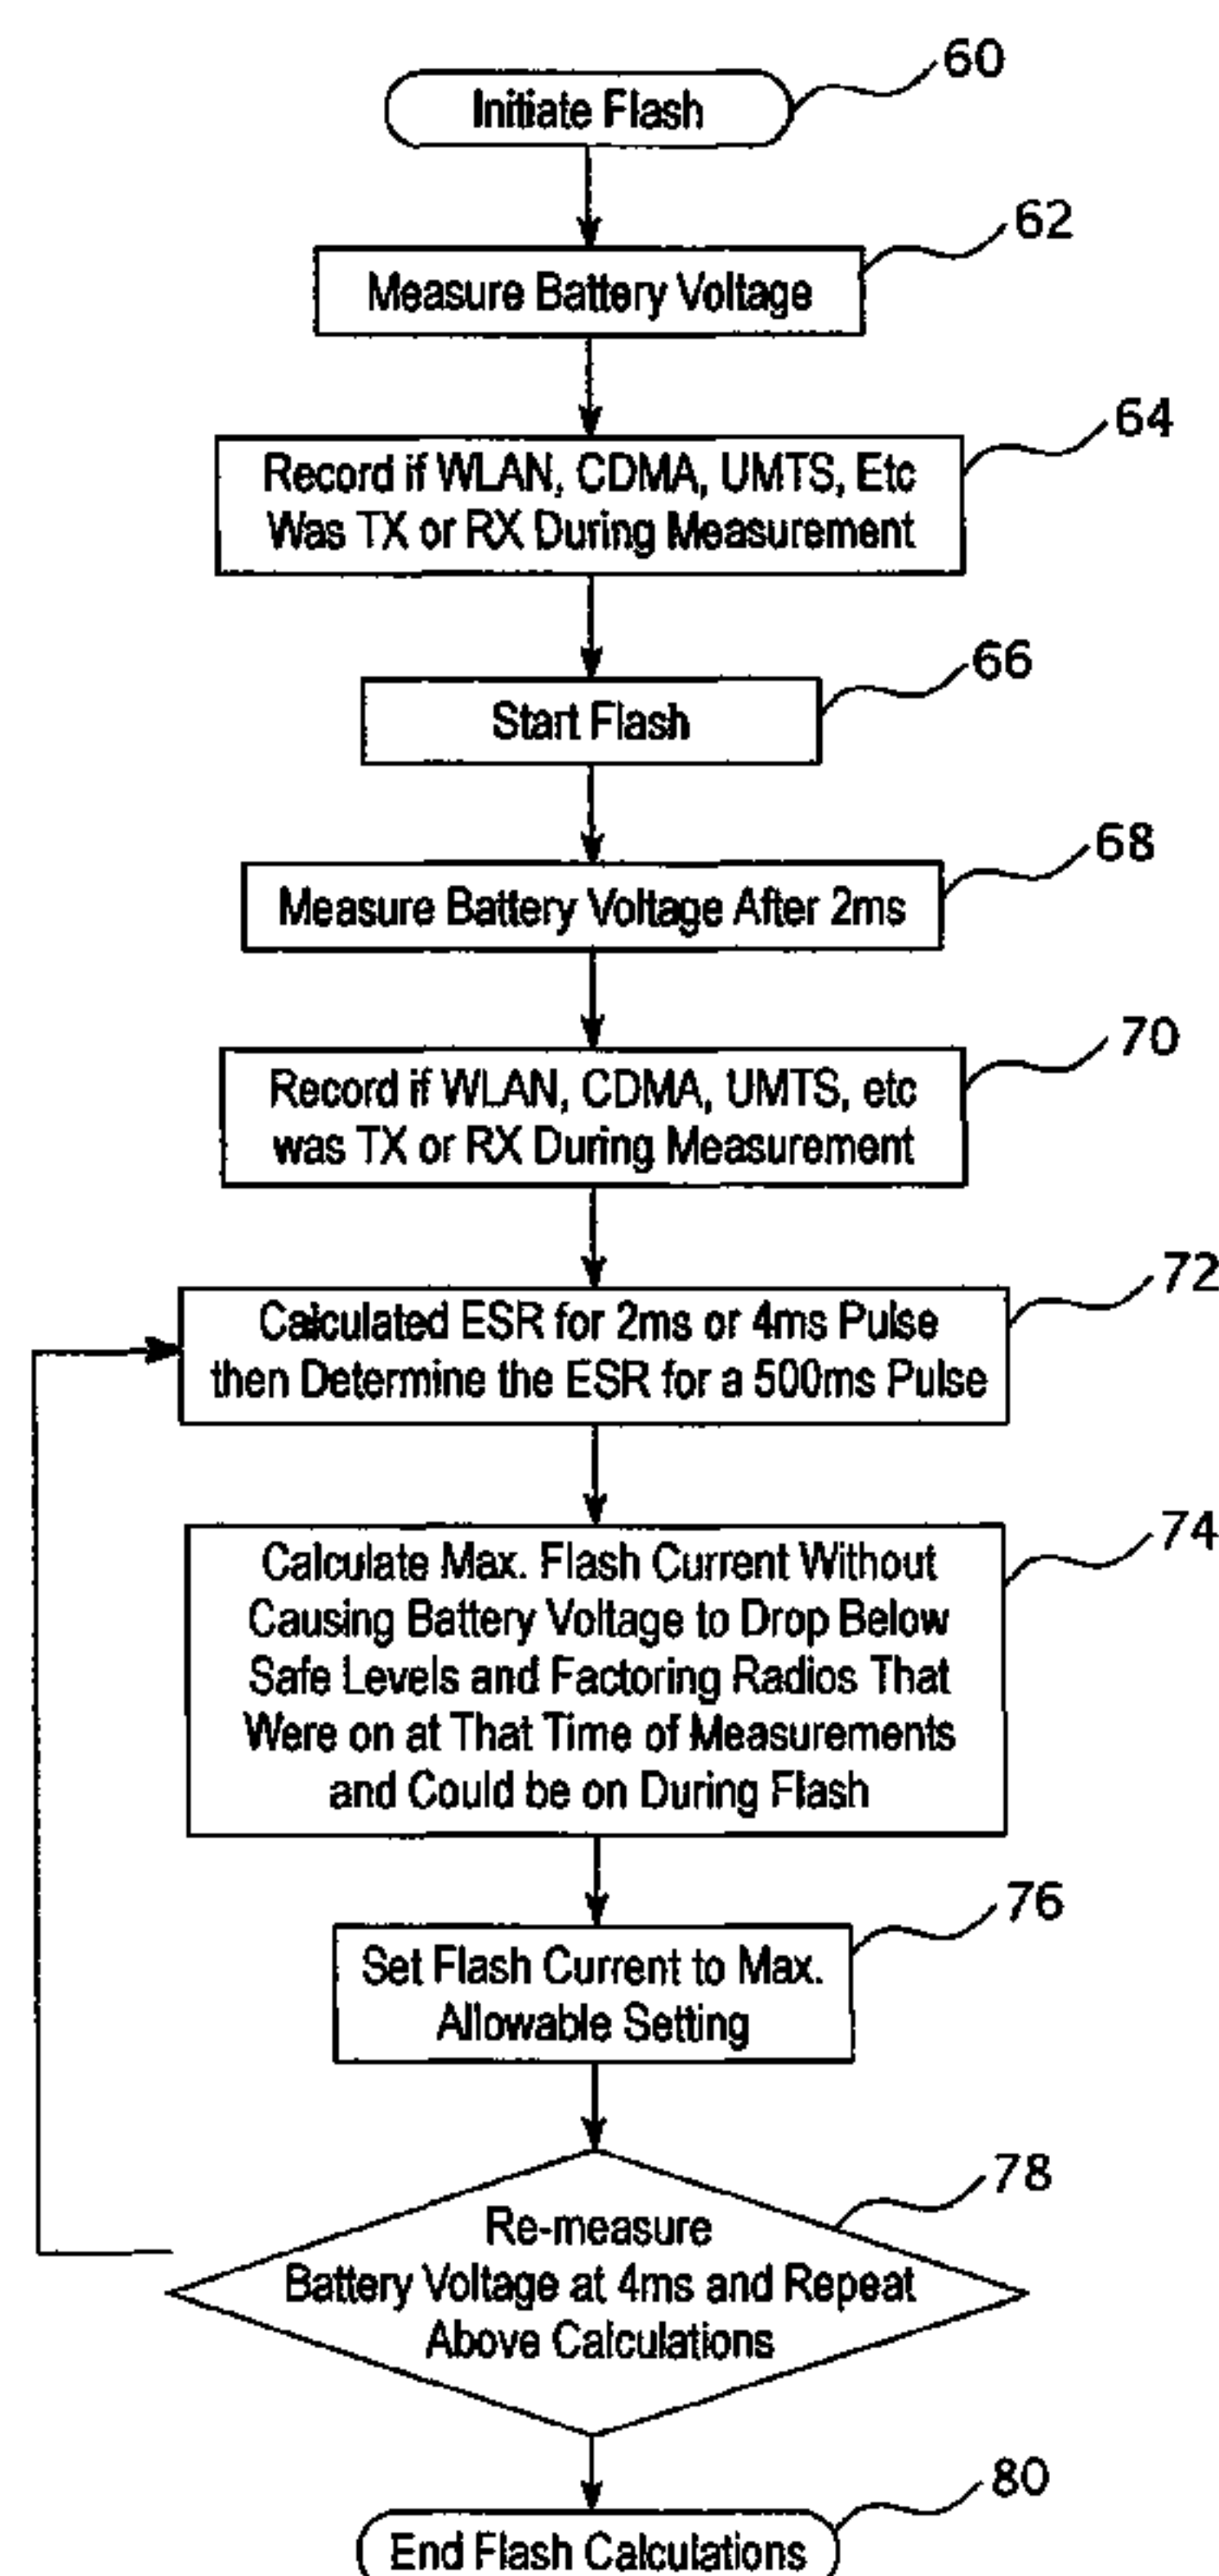 60
Initiate Flash
62
Measure Battery Voltage
64
Record if WLAN, CDMA, UMTS, Etc
Was TX or RX During Measurement
66
Start Flash
68
Measure Battery Voltage After 2ms
70
Record if WLAN, CDMA, UMTS, etc
was TX or RX During Measurement
72
Calculated ESR for 2ms or 4ms Pulse
then Determine the ESR for a 500ms Pulse
74
Calculate Max. Flash Current Without
Causing Battery Voltage to Drop Below
Safe Levels and Factoring Radios That
Were on at That Time of Measurements
and Could be on During Flash
76
Set Flash Current to Max.
Allowable Setting
78
Re-measure
Battery Voltage at 4ms and Repeat
Above Calculations
80
End Flash Calculations